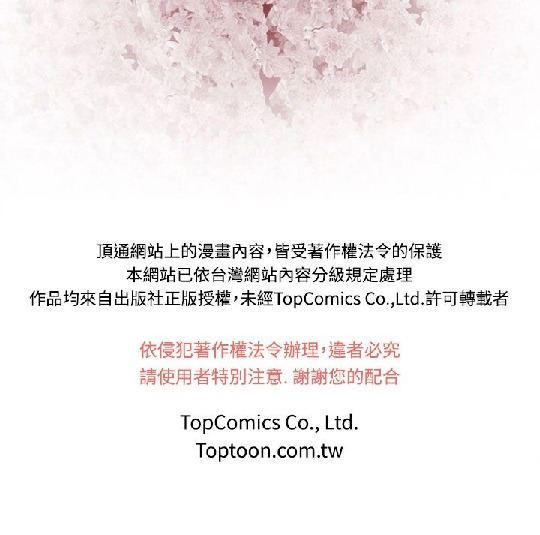 頂通網站上的漫畫內容,皆受著作權法令的保護
本網站已依台灣網站內容分級規定處理
作品均來自出版社正版授權,未經TopComics Co.,Ltd.許可轉載者
依侵犯著作權法令辦理,違者必究
請使用者特別注意. 謝謝您的配合
TopComics Co., Ltd.
Toptoon.com.tw